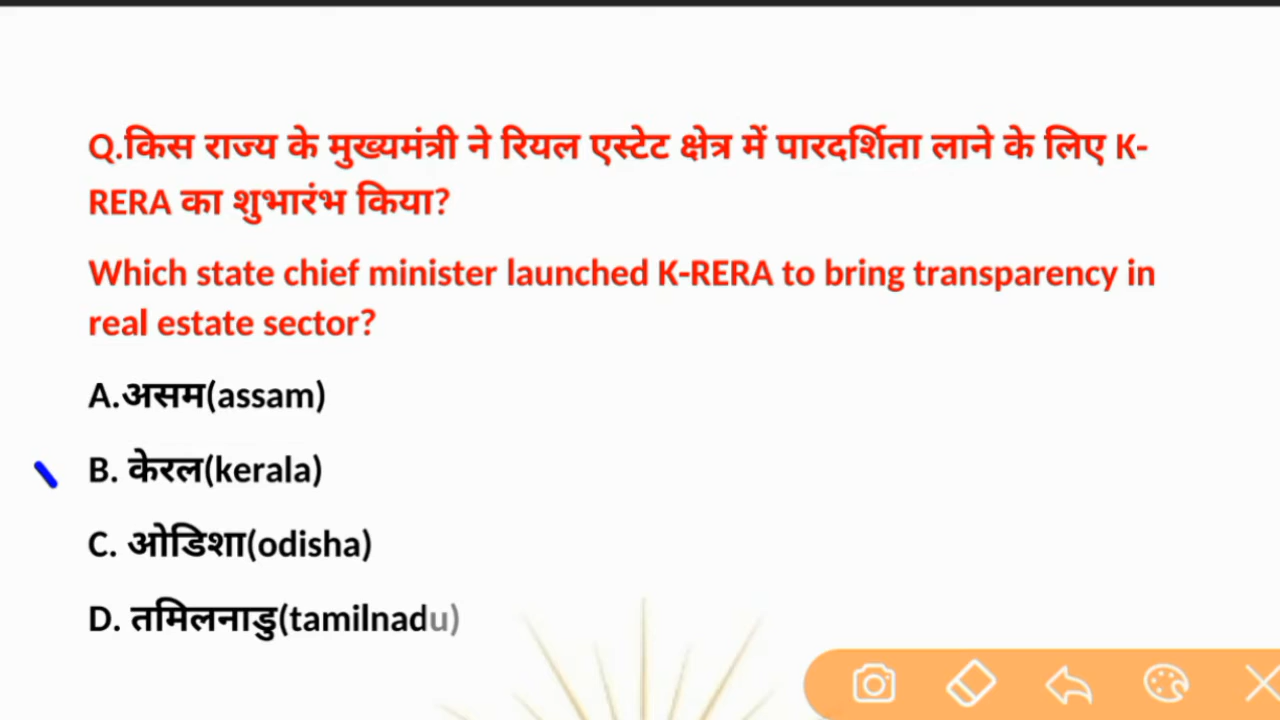 Q.किस राज्य के मुख्यमंत्री ने रियल एस्टेट क्षेत्र में पारदर्शिता लाने के लिए K-
RERA का शुभारंभ किया?
Which state chief minister launched K-RERA to bring transparency in
real estate sector?
A.असम(assam)
B. केरल(kerala)
C. ओडिशा(odisha)
D. तमिलनाडु(tamilnadu)